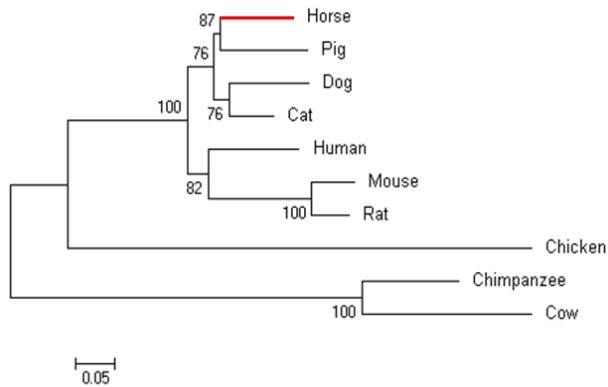 87 Horse
Pig
76
Dog
76 Cat
100
Human
82
Mouse
100 Rat
Chicken
Chimpanzee
100 Cow
0.05